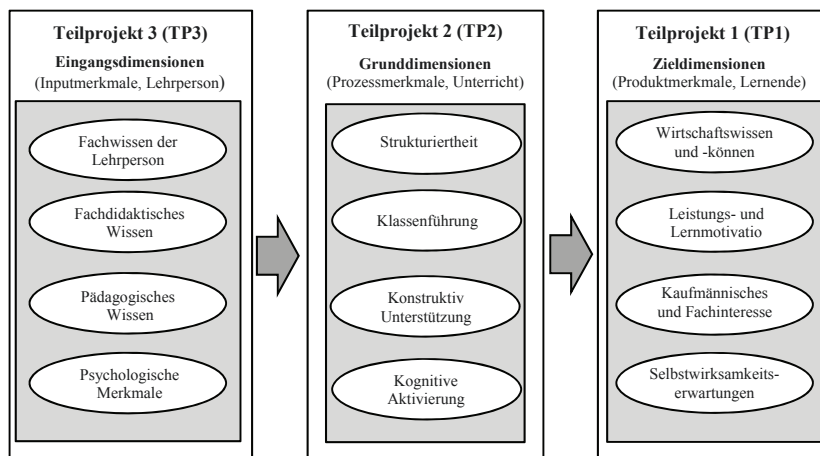 Teilprojekt 3 (TP3)
Eingangsdimensionen
(Inputmerkmale, Lehrperson)
Fachwissen der
Lehrperson
Fachdidaktisches
Wissen
Pädagogisches
Wissen
Psychologische
Merkmale
Teilprojekt 2 (TP2)
Grunddimensionen
(Prozessmerkmale, Unterricht)
Strukturiertheit
Klassenführung
Konstruktiv
Unterstützung
Kognitive
Aktivierung
Teilprojekt 1 (TP1)
Zieldimensionen
(Produktmerkmale, Lernende)
Wirtschaftswissen
und -können
Leistungs- und
Lernmotivatio
Kaufmännisches
und Fachinteresse
Selbstwirksamkeits-
erwartungen